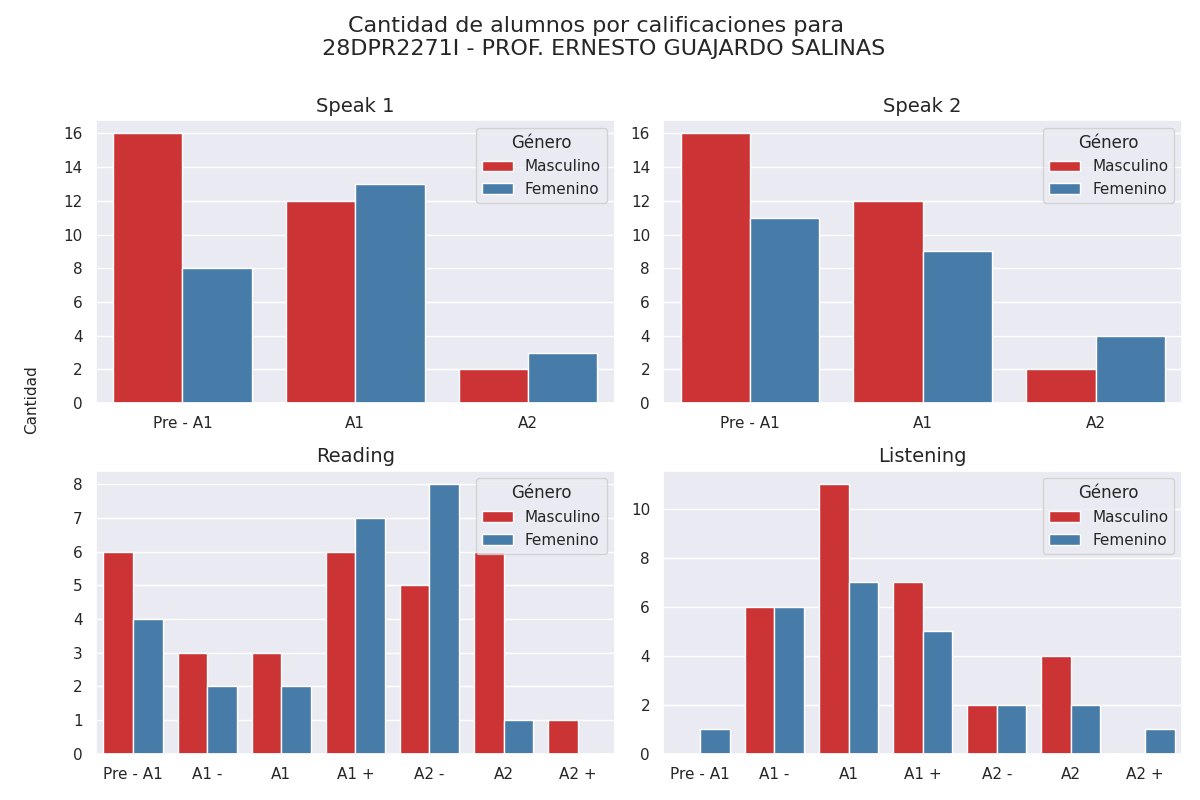 Cantidad de alumnos por calificaciones para
28DPR2271I - PROF. ERNESTO GUAJARDO SALINAS
Cantidad
Speak 1
16
14
12
10
8
6
4
2
0
Pre - A1 A1 A2
Género
Masculino
Femenino
Speak 2
16
14
12
10
8
6
4
2
0
Pre - A1 A1 A2
Género
Masculino
Femenino
Reading
8
7
6
5
4
3
2
1
0
Pre - A1 A1 - A1 A1 + A2 - A2 A2 +
Género
Masculino
Femenino
Listening
10
8
6
4
2
0
Pre - A1 A1 - A1 A1 + A2 - A2 A2 +
Género
Masculino
Femenino